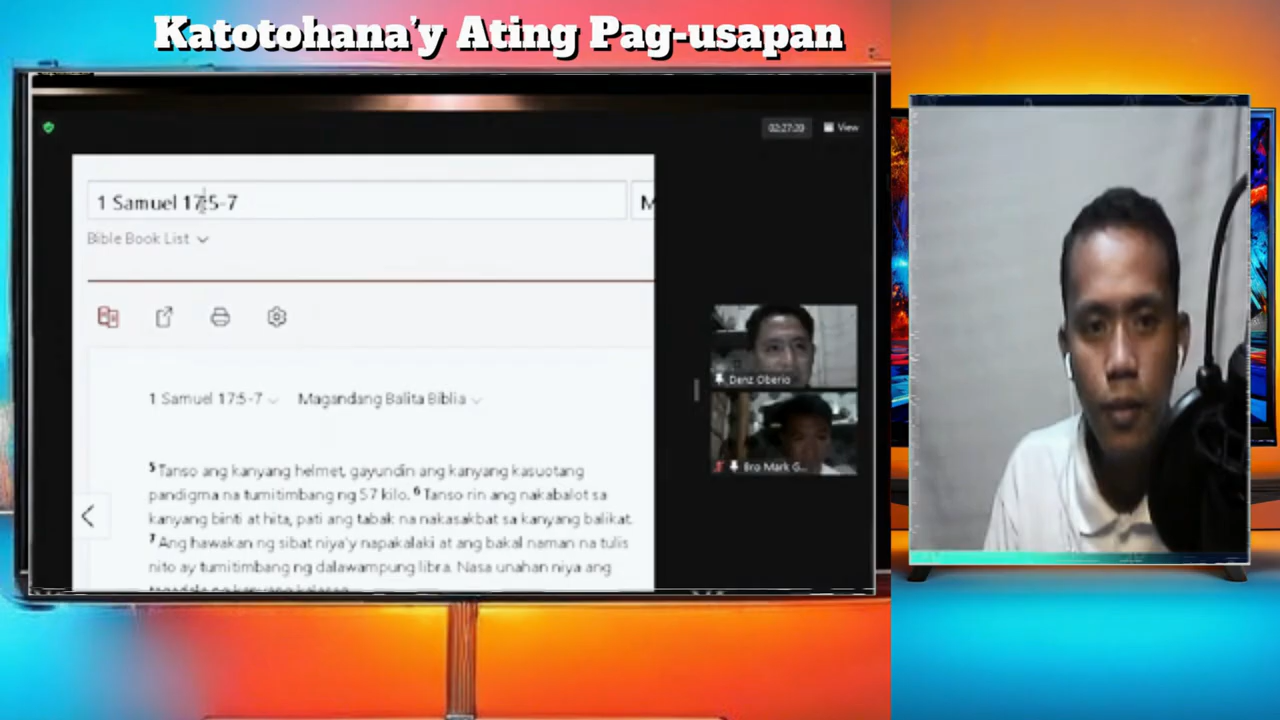 Katotohana'y Ating Pag-usapan
02:27:20
View
1 Samuel 17:5-7
M
Bible Book List
1 Samuel 17:5-7 Magandang Balita Biblia
5 Tanso ang kanyang helmet, gayundin ang kanyang kasuotang
pandigma na tumitimbang ng 57 kilo. 6 Tanso rin ang nakabalot sa
kanyang binti at hita, pati ang tabak na nakasakbat sa kanyang balikat.
7 Ang hawakan ng sibat niya'y napakalaki at ang bakal naman na tulis
nito ay tumitimbang ng dalawampung libra. Nasa unahan niya ang
Denz Oberio
Bro Mark G...